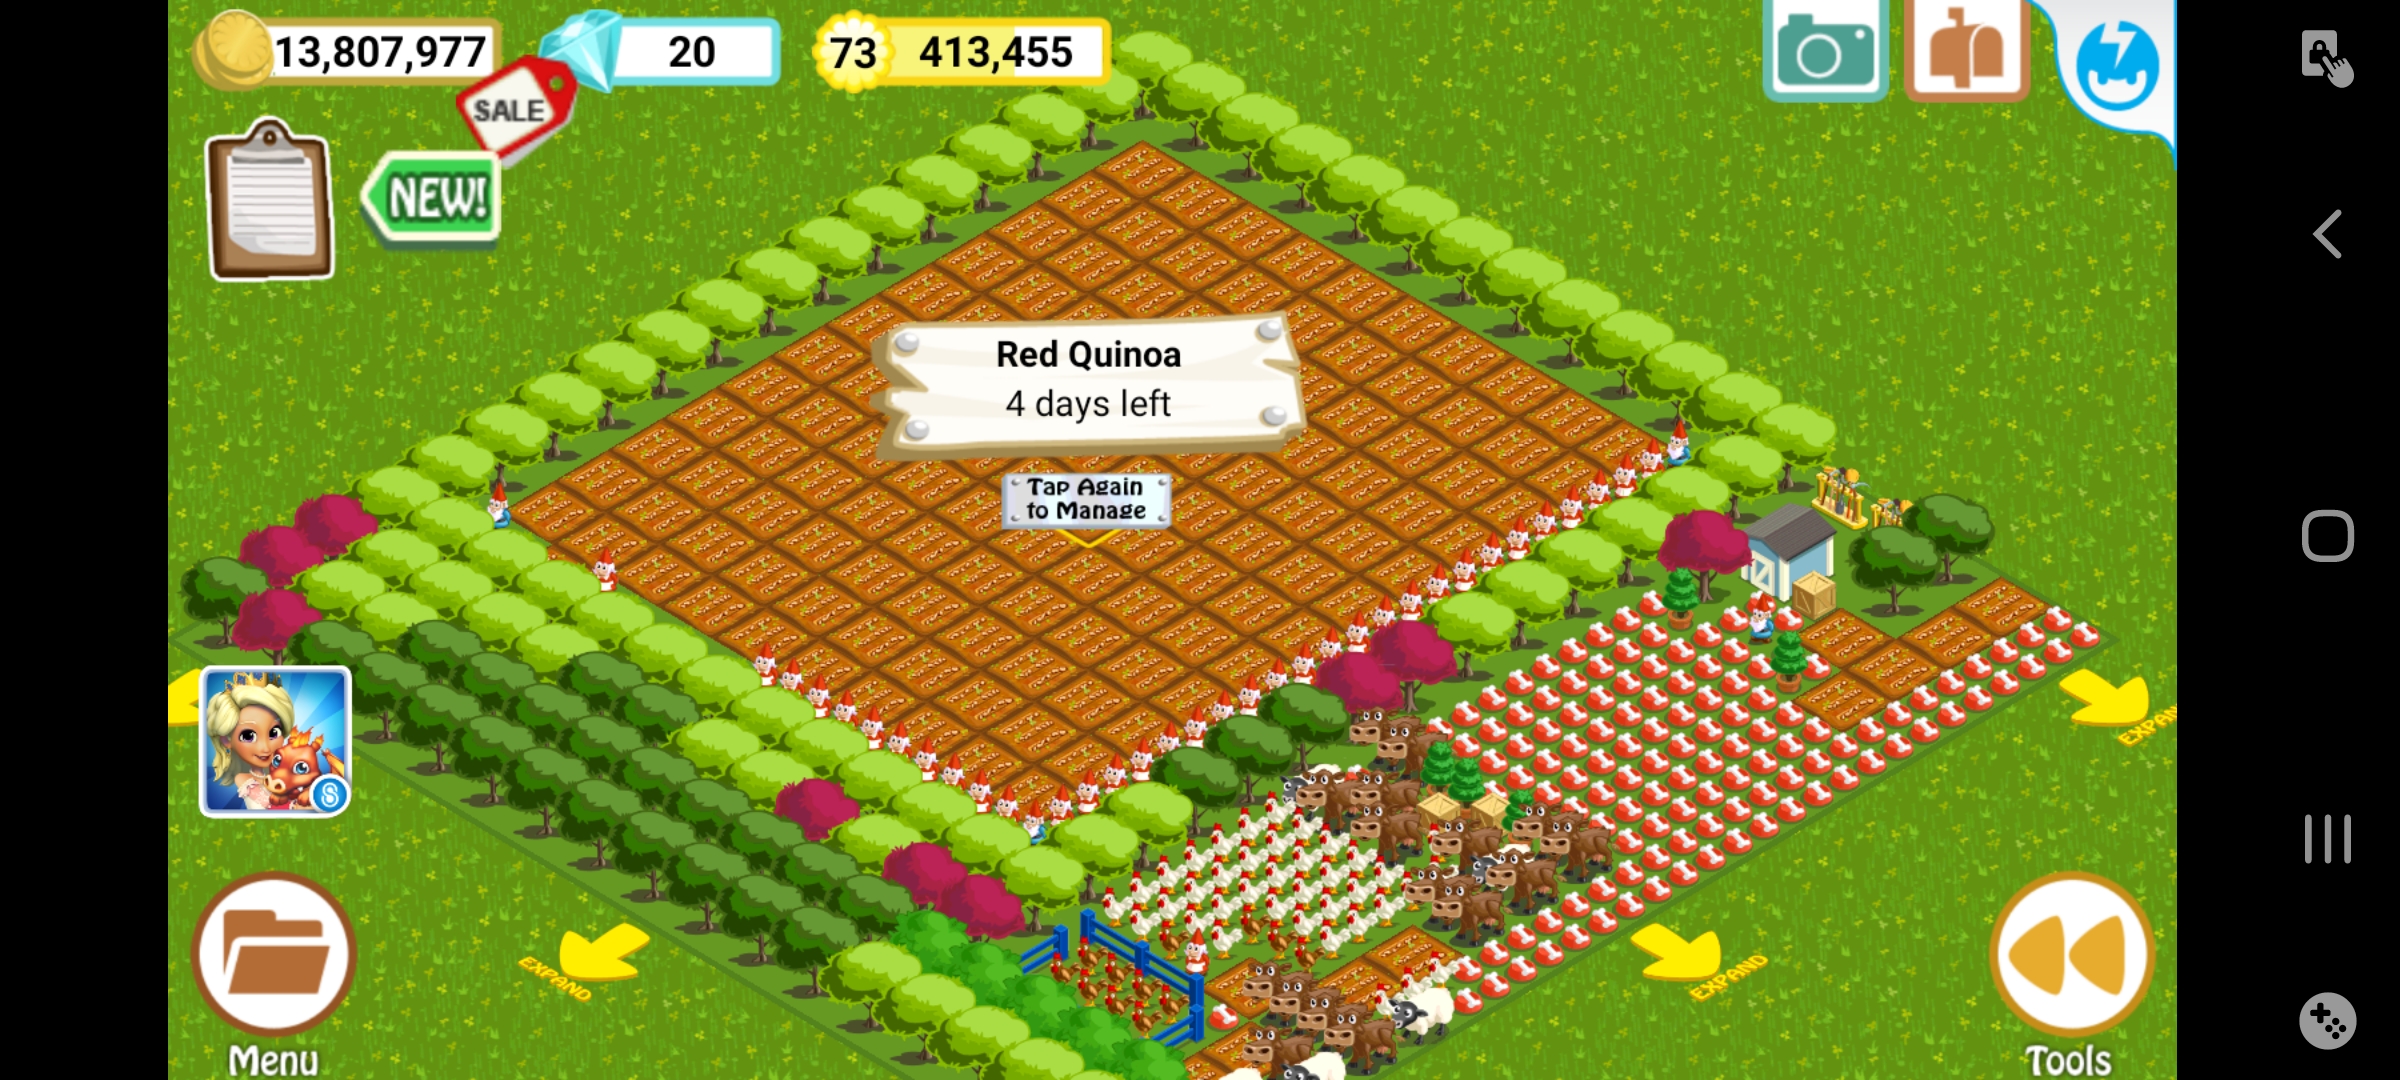 13,807,977
20
73
413,455
SALE
NEW!
Red Quinoa
4 days left
Tap Again
to Manage
EXPAN
EXPAND
EXPAND
Menu
Tools